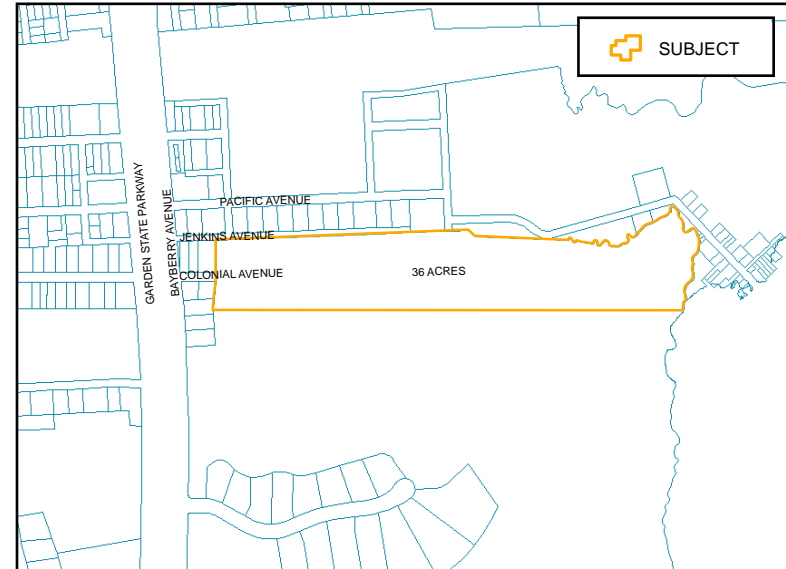 SUBJECT
GARDEN STATE PARKWAY
BAYBERRY AVENUE
PACIFIC AVENUE
JENKINS AVENUE
COLONIAL AVENUE
36 ACRES